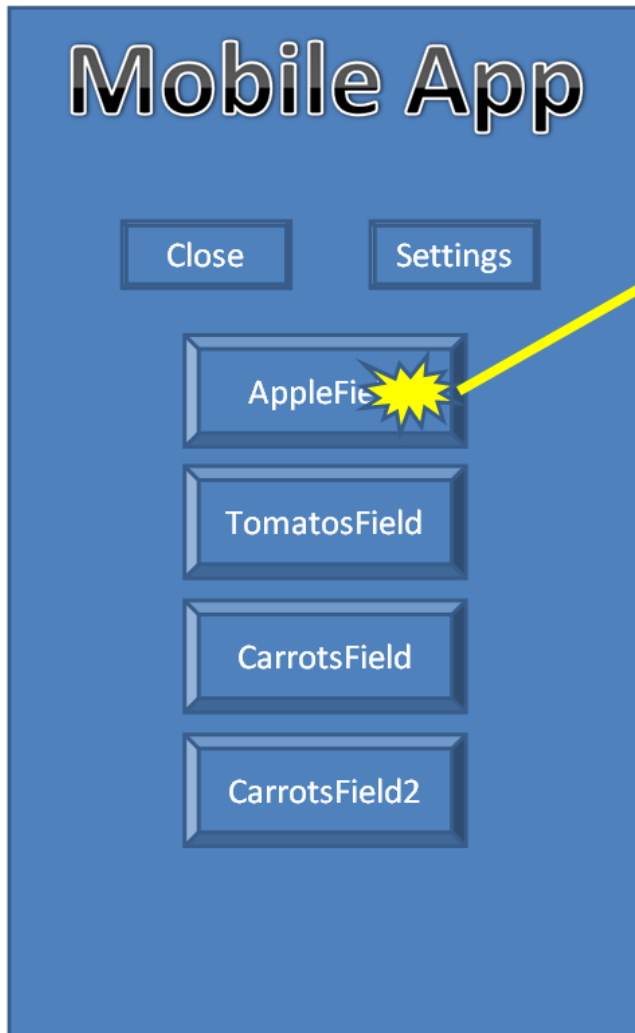 Mobile App
Close Settings
AppleFie
TomatosField
CarrotsField
CarrotsField2